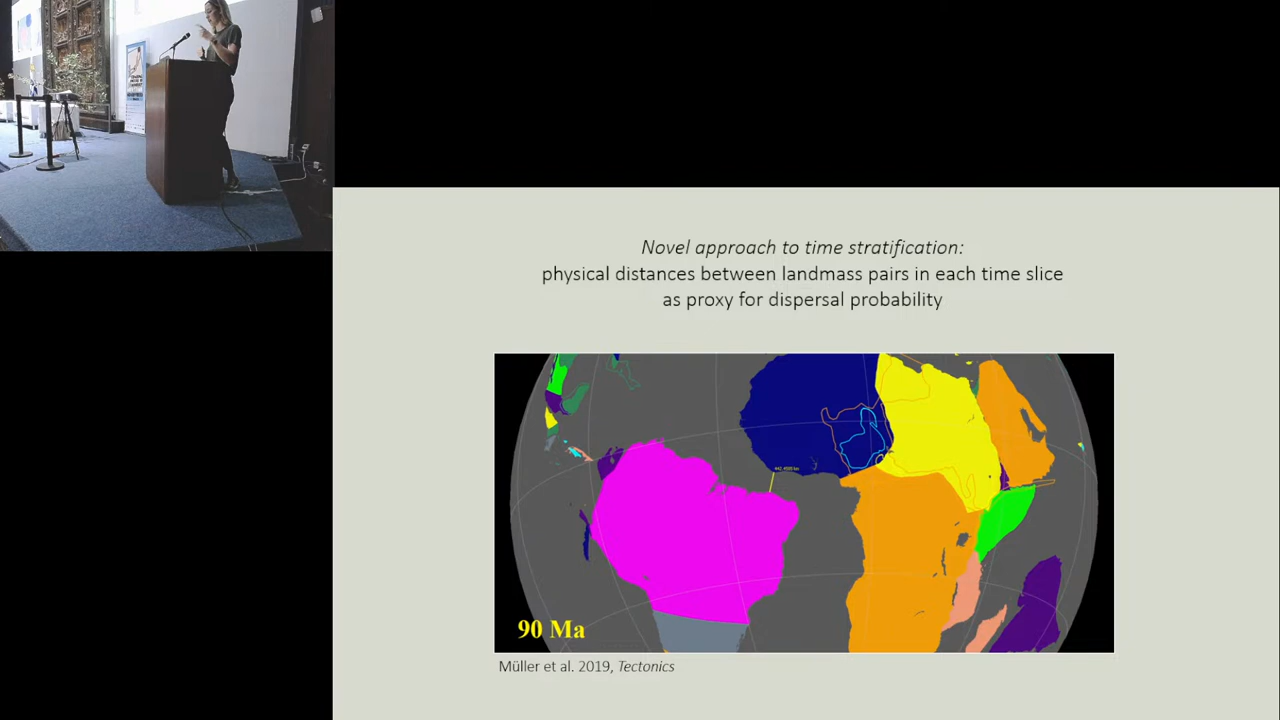 Novel approach to time stratification:
physical distances between landmass pairs in each time slice
as proxy for dispersal probability
90 Ma
Müller et al. 2019, Tectonics